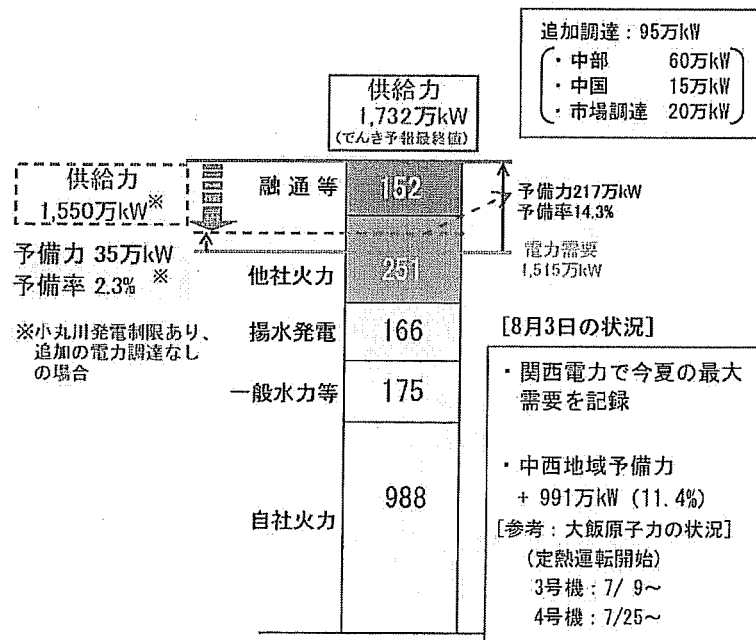 追加調達：95万kW
・中部 60万kW
・中国 15万kW
・市場調達 20万kW
供給力
1,732万kW
(でんき予報最終値)
供給力
1,550万kW※
予備力 35万kW
予備率 2.3% ※
※小丸川発電制限あり、
追加の電力調達なし
の場合
融通等 152
他社火力 251
揚水発電 166
一般水力等 175
自社火力 988
予備力217万kW
予備率14.3%
電力需要
1,515万kW
[8月3日の状況]
・関西電力で今夏の最大
需要を記録
・中西地域予備力
+ 991万kW (11.4%)
[参考：大飯原子力の状況]
(定熱運転開始)
3号機：7/ 9～
4号機：7/25～